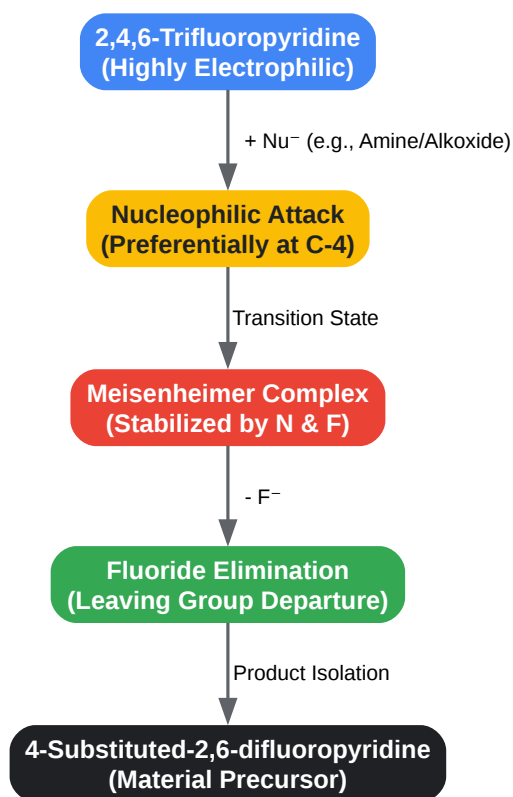 2,4,6-Trifluoropyridine
(Highly Electrophilic)
+ Nu⁻ (e.g., Amine/Alkoxide)
Nucleophilic Attack
(Preferentially at C-4)
Transition State
Meisenheimer Complex
(Stabilized by N & F)
- F⁻
Fluoride Elimination
(Leaving Group Departure)
Product Isolation
4-Substituted-2,6-difluoropyridine
(Material Precursor)